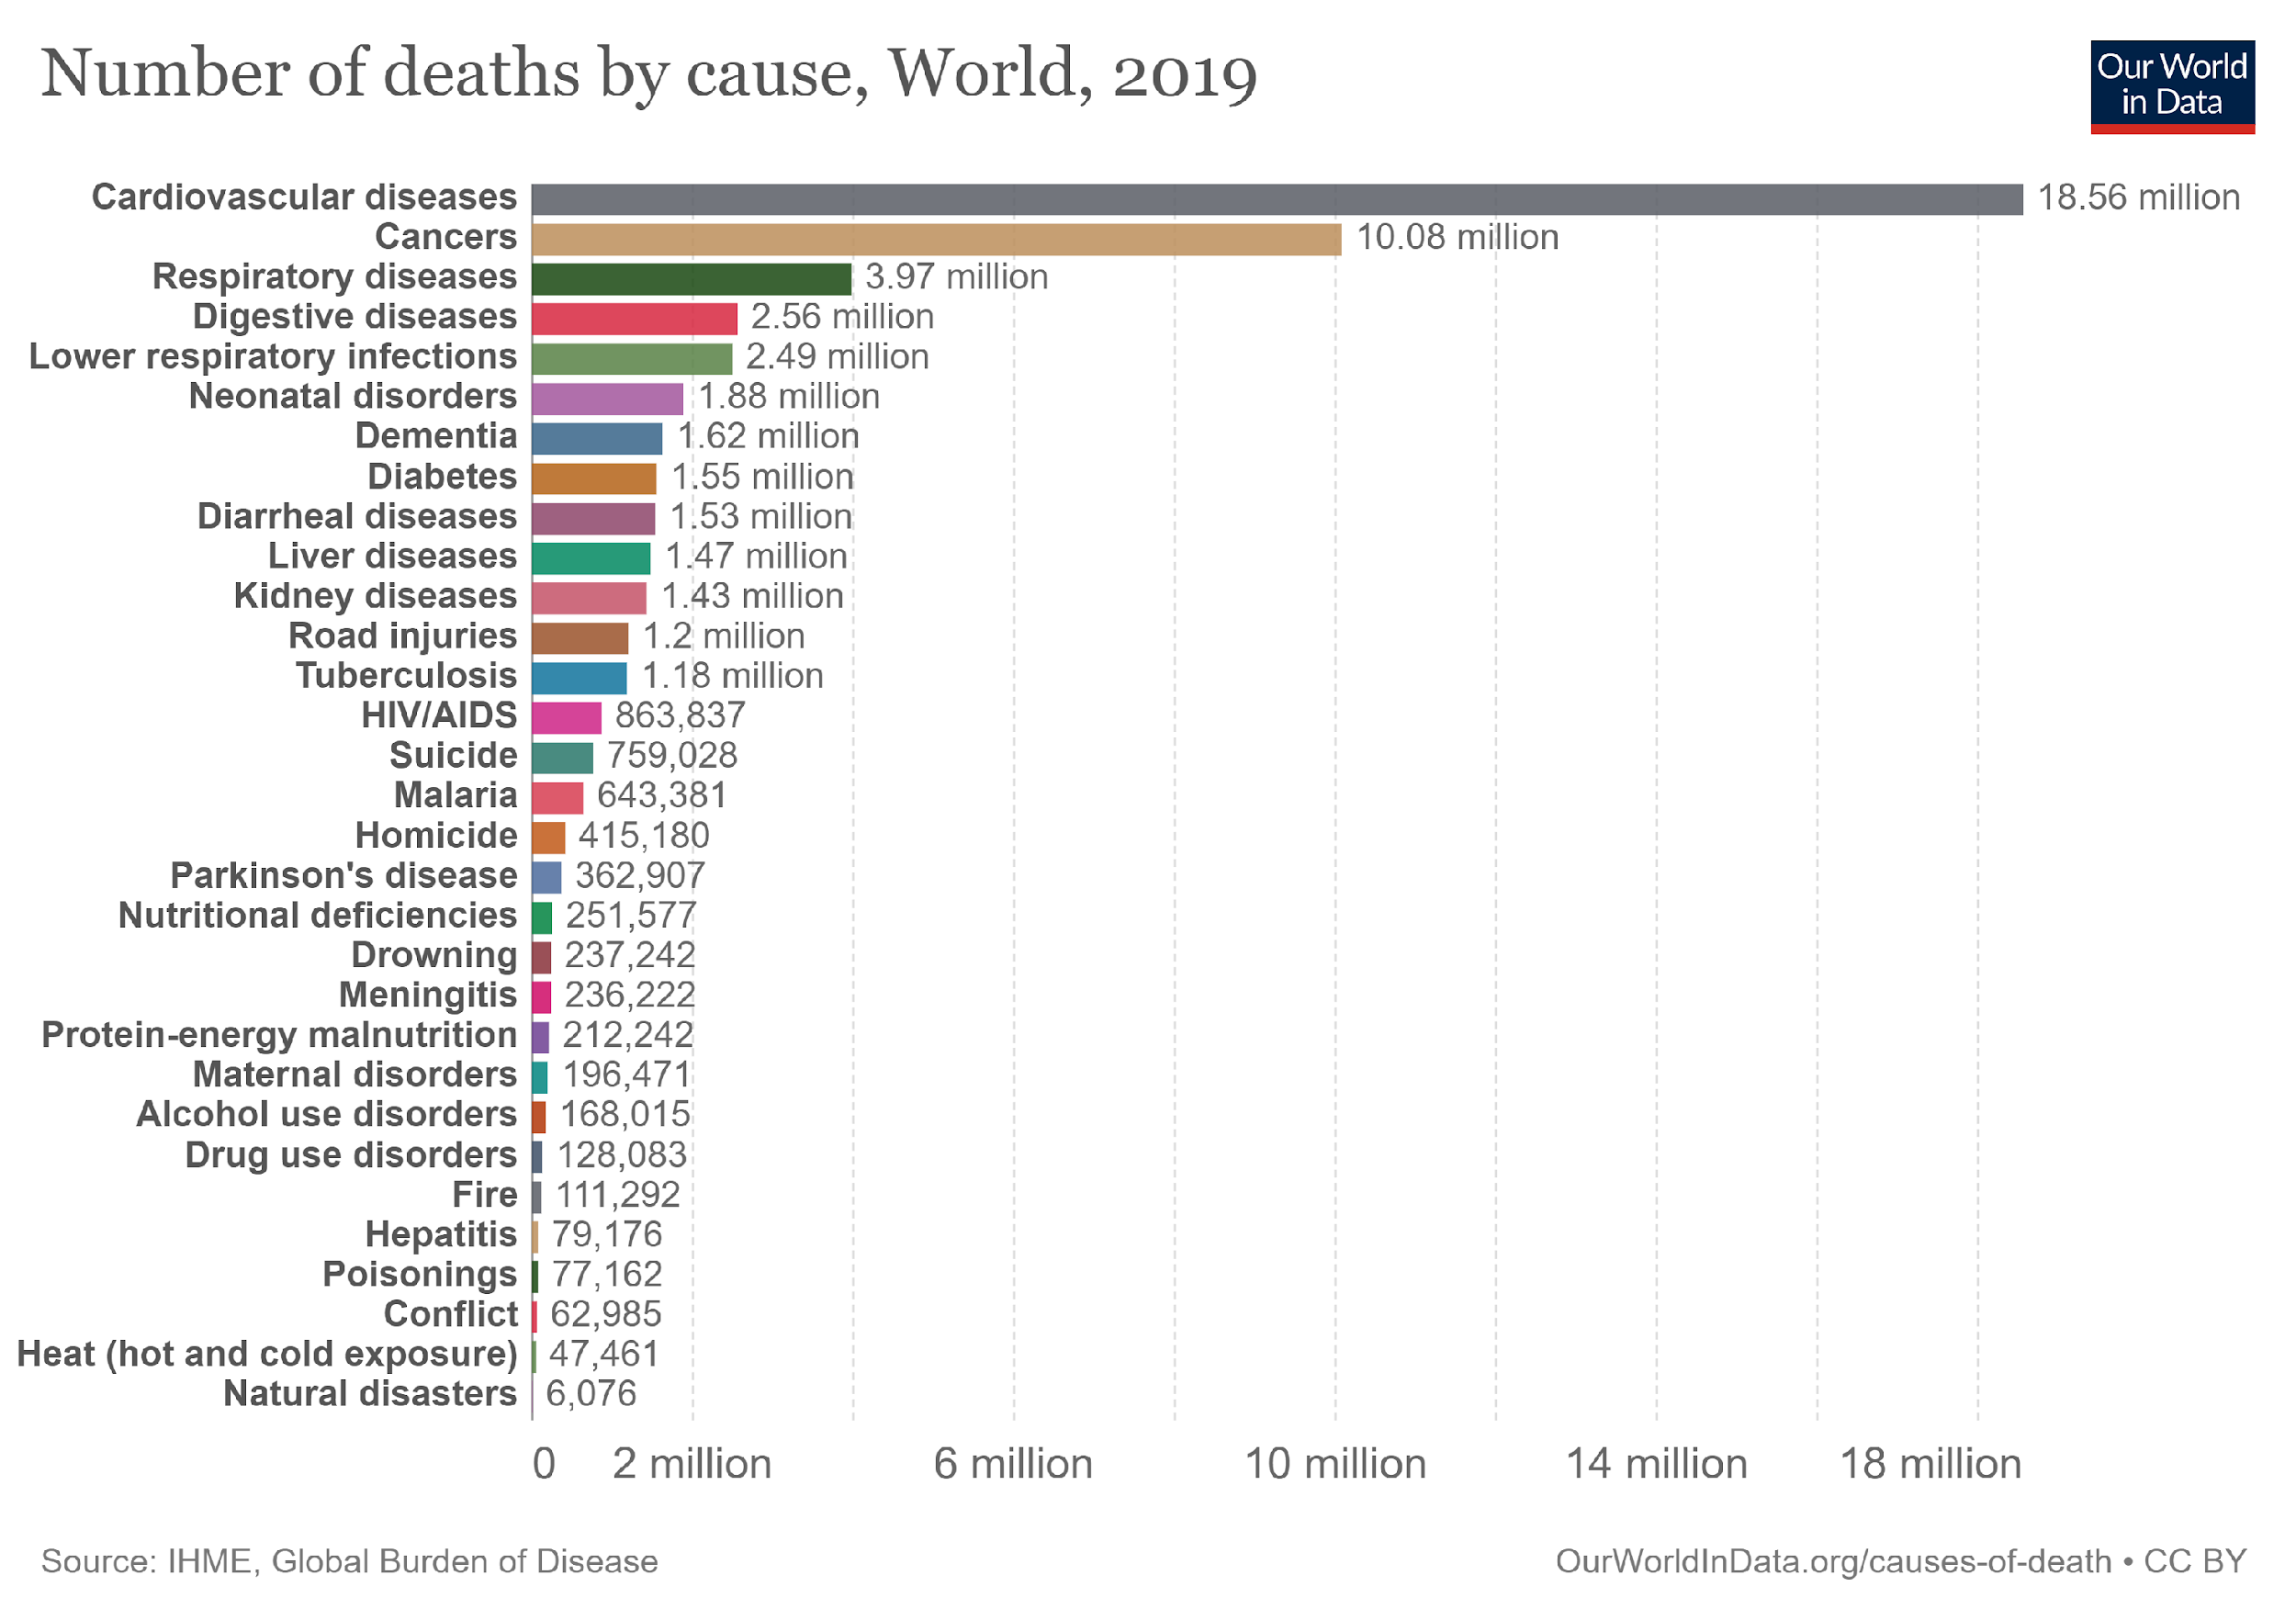 Number of deaths by cause, World, 2019
Our World
in Data
Cardiovascular diseases 18.56 million
Cancers 10.08 million
Respiratory diseases 3.97 million
Digestive diseases 2.56 million
Lower respiratory infections 2.49 million
Neonatal disorders 1.88 million
Dementia 1.62 million
Diabetes 1.55 million
Diarrheal diseases 1.53 million
Liver diseases 1.47 million
Kidney diseases 1.43 million
Road injuries 1.2 million
Tuberculosis 1.18 million
HIV/AIDS 863,837
Suicide 759,028
Malaria 643,381
Homicide 415,180
Parkinson's disease 362,907
Nutritional deficiencies 251,577
Drowning 237,242
Meningitis 236,222
Protein-energy malnutrition 212,242
Maternal disorders 196,471
Alcohol use disorders 168,015
Drug use disorders 128,083
Fire 111,292
Hepatitis 79,176
Poisonings 77,162
Conflict 62,985
Heat (hot and cold exposure) 47,461
Natural disasters 6,076
0 2 million 6 million 10 million 14 million 18 million
Source: IHME, Global Burden of Disease OurWorldInData.org/causes-of-death • CC BY